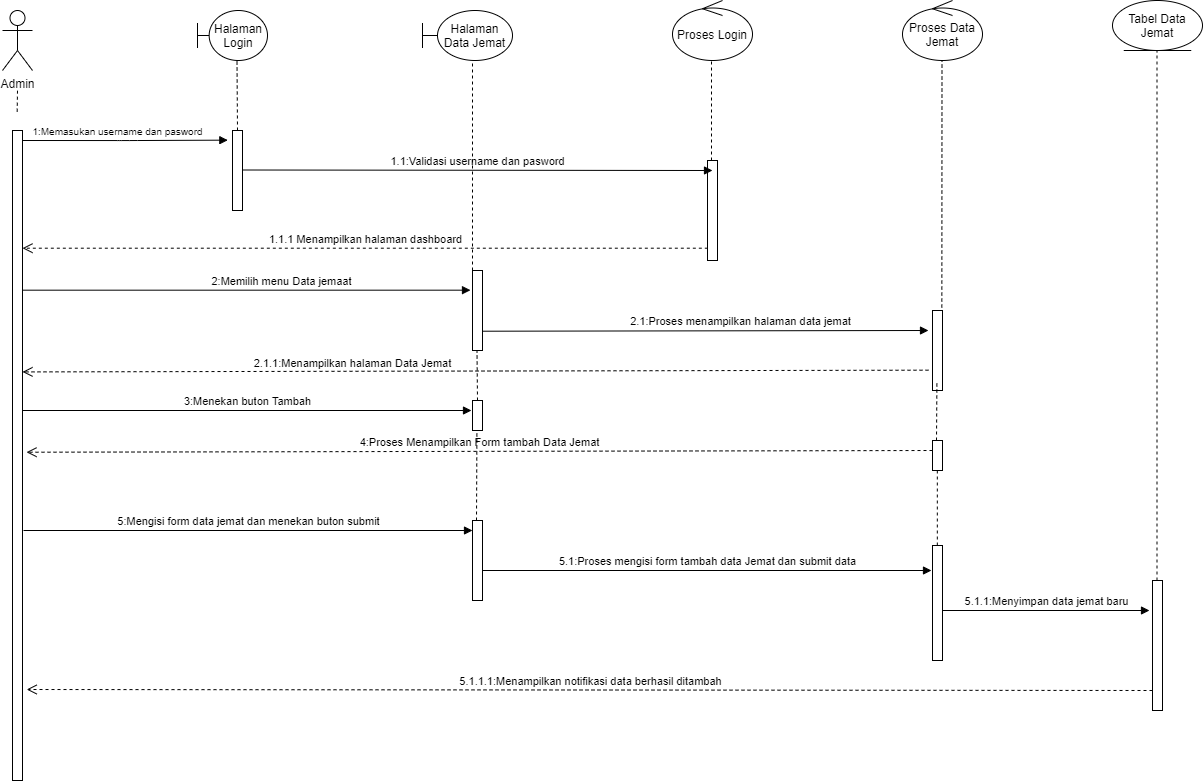 Admin
Halaman
Login
Halaman
Data Jemat
Proses Login
Proses Data
Jemat
Tabel Data
Jemat
1:Memasukan username dan pasword
1.1:Validasi username dan pasword
1.1.1 Menampilkan halaman dashboard
2:Memilih menu Data jemaat
2.1:Proses menampilkan halaman data jemat
2.1.1:Menampilkan halaman Data Jemat
3:Menekan buton Tambah
4:Proses Menampilkan Form tambah Data Jemat
5:Mengisi form data jemat dan menekan buton submit
5.1:Proses mengisi form tambah data Jemat dan submit data
5.1.1:Menyimpan data jemat baru
5.1.1.1:Menampilkan notifikasi data berhasil ditambah